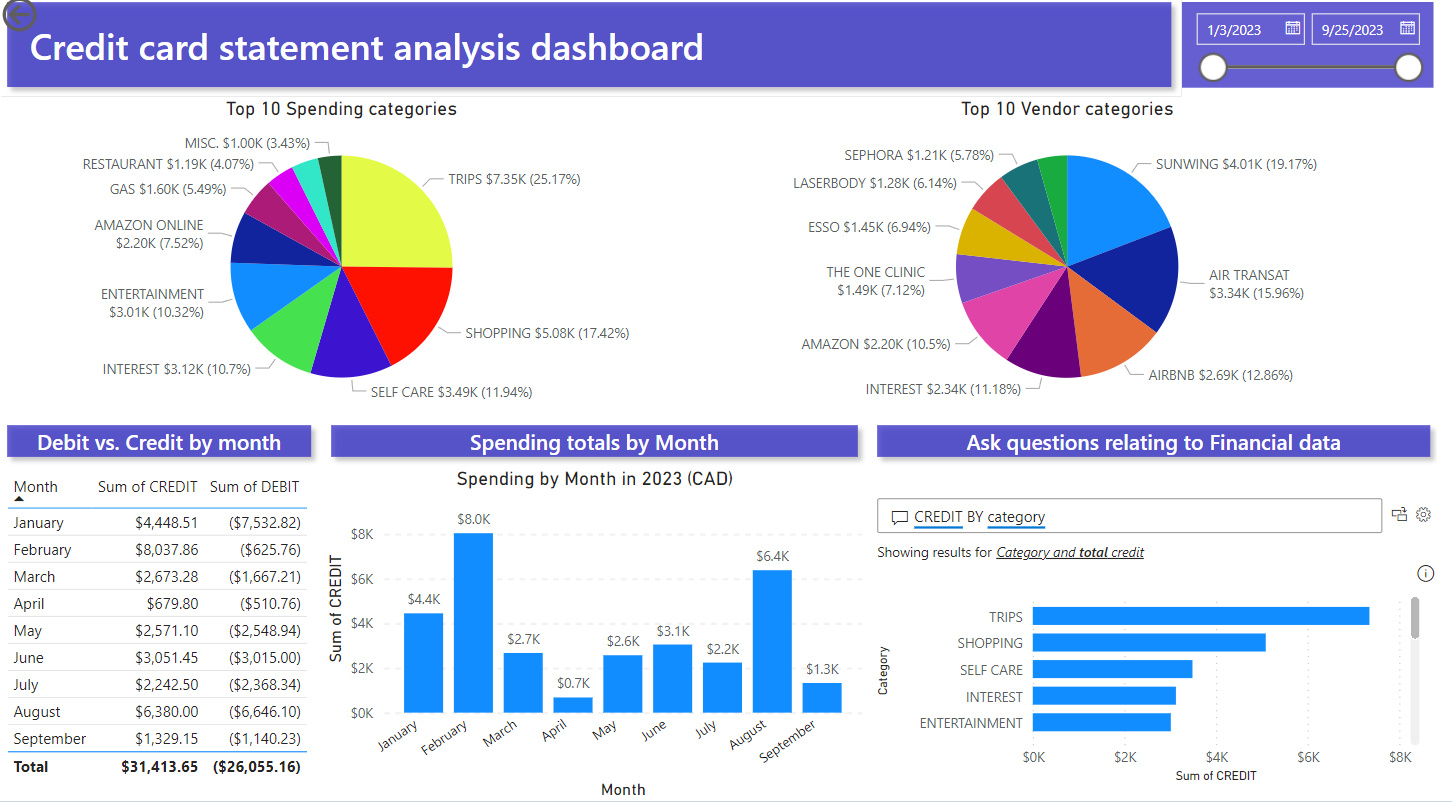 Credit card statement analysis dashboard
1/3/2023
9/25/2023
Top 10 Spending categories
MISC. $1.00K (3.43%)
RESTAURANT $1.19K (4.07%)
GAS $1.60K (5.49%)
AMAZON ONLINE
$2.20K (7.52%)
ENTERTAINMENT
$3.01K (10.32%)
INTEREST $3.12K (10.7%)
TRIPS $7.35K (25.17%)
SHOPPING $5.08K (17.42%)
SELF CARE $3.49K (11.94%)
Top 10 Vendor categories
SEPHORA $1.21K (5.78%)
LASERBODY $1.28K (6.14%)
ESSO $1.45K (6.94%)
THE ONE CLINIC
$1.49K (7.12%)
AMAZON $2.20K (10.5%)
INTEREST $2.34K (11.18%)
SUNWING $4.01K (19.17%)
AIR TRANSAT
$3.34K (15.96%)
AIRBNB $2.69K (12.86%)
Debit vs. Credit by month
Month Sum of CREDIT Sum of DEBIT
January $4,448.51 ($7,532.82)
February $8,037.86 ($625.76)
March $2,673.28 ($1,667.21)
April $679.80 ($510.76)
May $2,571.10 ($2,548.94)
June $3,051.45 ($3,015.00)
July $2,242.50 ($2,368.34)
August $6,380.00 ($6,646.10)
September $1,329.15 ($1,140.23)
Total $31,413.65 ($26,055.16)
Spending totals by Month
Spending by Month in 2023 (CAD)
Sum of CREDIT
$8K
$6K
$4K
$2K
$0K
$4.4K
$8.0K
$2.7K
$0.7K
$2.6K
$3.1K
$2.2K
$6.4K
$1.3K
January
February
March
April
May
June
July
August
September
Month
Ask questions relating to Financial data
CREDIT BY category
Showing results for Category and total credit
Category
TRIPS
SHOPPING
SELF CARE
INTEREST
ENTERTAINMENT
$0K $2K $4K $6K $8K
Sum of CREDIT